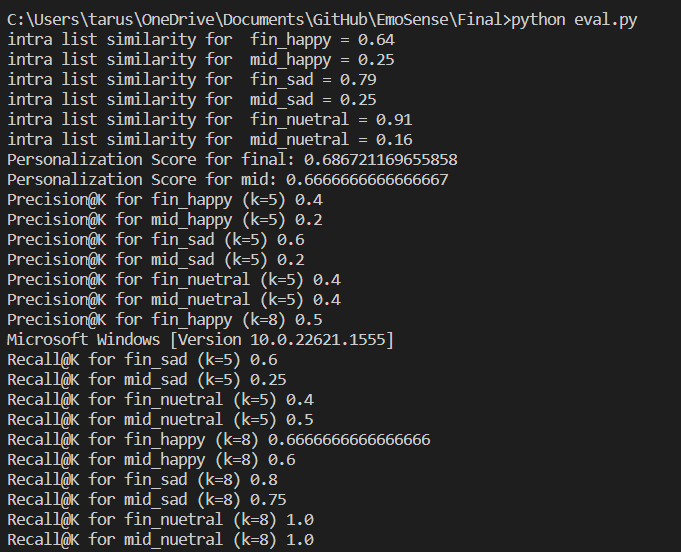 C:\Users\tarus\OneDrive\Documents\GitHub\EmoSense\Final>python eval.py
intra list similarity for  fin_happy = 0.64
intra list similarity for  mid_happy = 0.25
intra list similarity for  fin_sad = 0.79
intra list similarity for  mid_sad = 0.25
intra list similarity for  fin_nuetral = 0.91
intra list similarity for  mid_nuetral = 0.16
Personalization Score for final: 0.686721169655858
Personalization Score for mid: 0.6666666666666667
Precision@K for fin_happy (k=5) 0.4
Precision@K for mid_happy (k=5) 0.2
Precision@K for fin_sad (k=5) 0.6
Precision@K for mid_sad (k=5) 0.2
Precision@K for fin_nuetral (k=5) 0.4
Precision@K for mid_nuetral (k=5) 0.4
Precision@K for fin_happy (k=8) 0.5
Microsoft Windows [Version 10.0.22621.1555]
Recall@K for fin_sad (k=5) 0.6
Recall@K for mid_sad (k=5) 0.25
Recall@K for fin_nuetral (k=5) 0.4
Recall@K for mid_nuetral (k=5) 0.5
Recall@K for fin_happy (k=8) 0.6666666666666666
Recall@K for mid_happy (k=8) 0.6
Recall@K for fin_sad (k=8) 0.8
Recall@K for mid_sad (k=8) 0.75
Recall@K for fin_nuetral (k=8) 1.0
Recall@K for mid_nuetral (k=8) 1.0